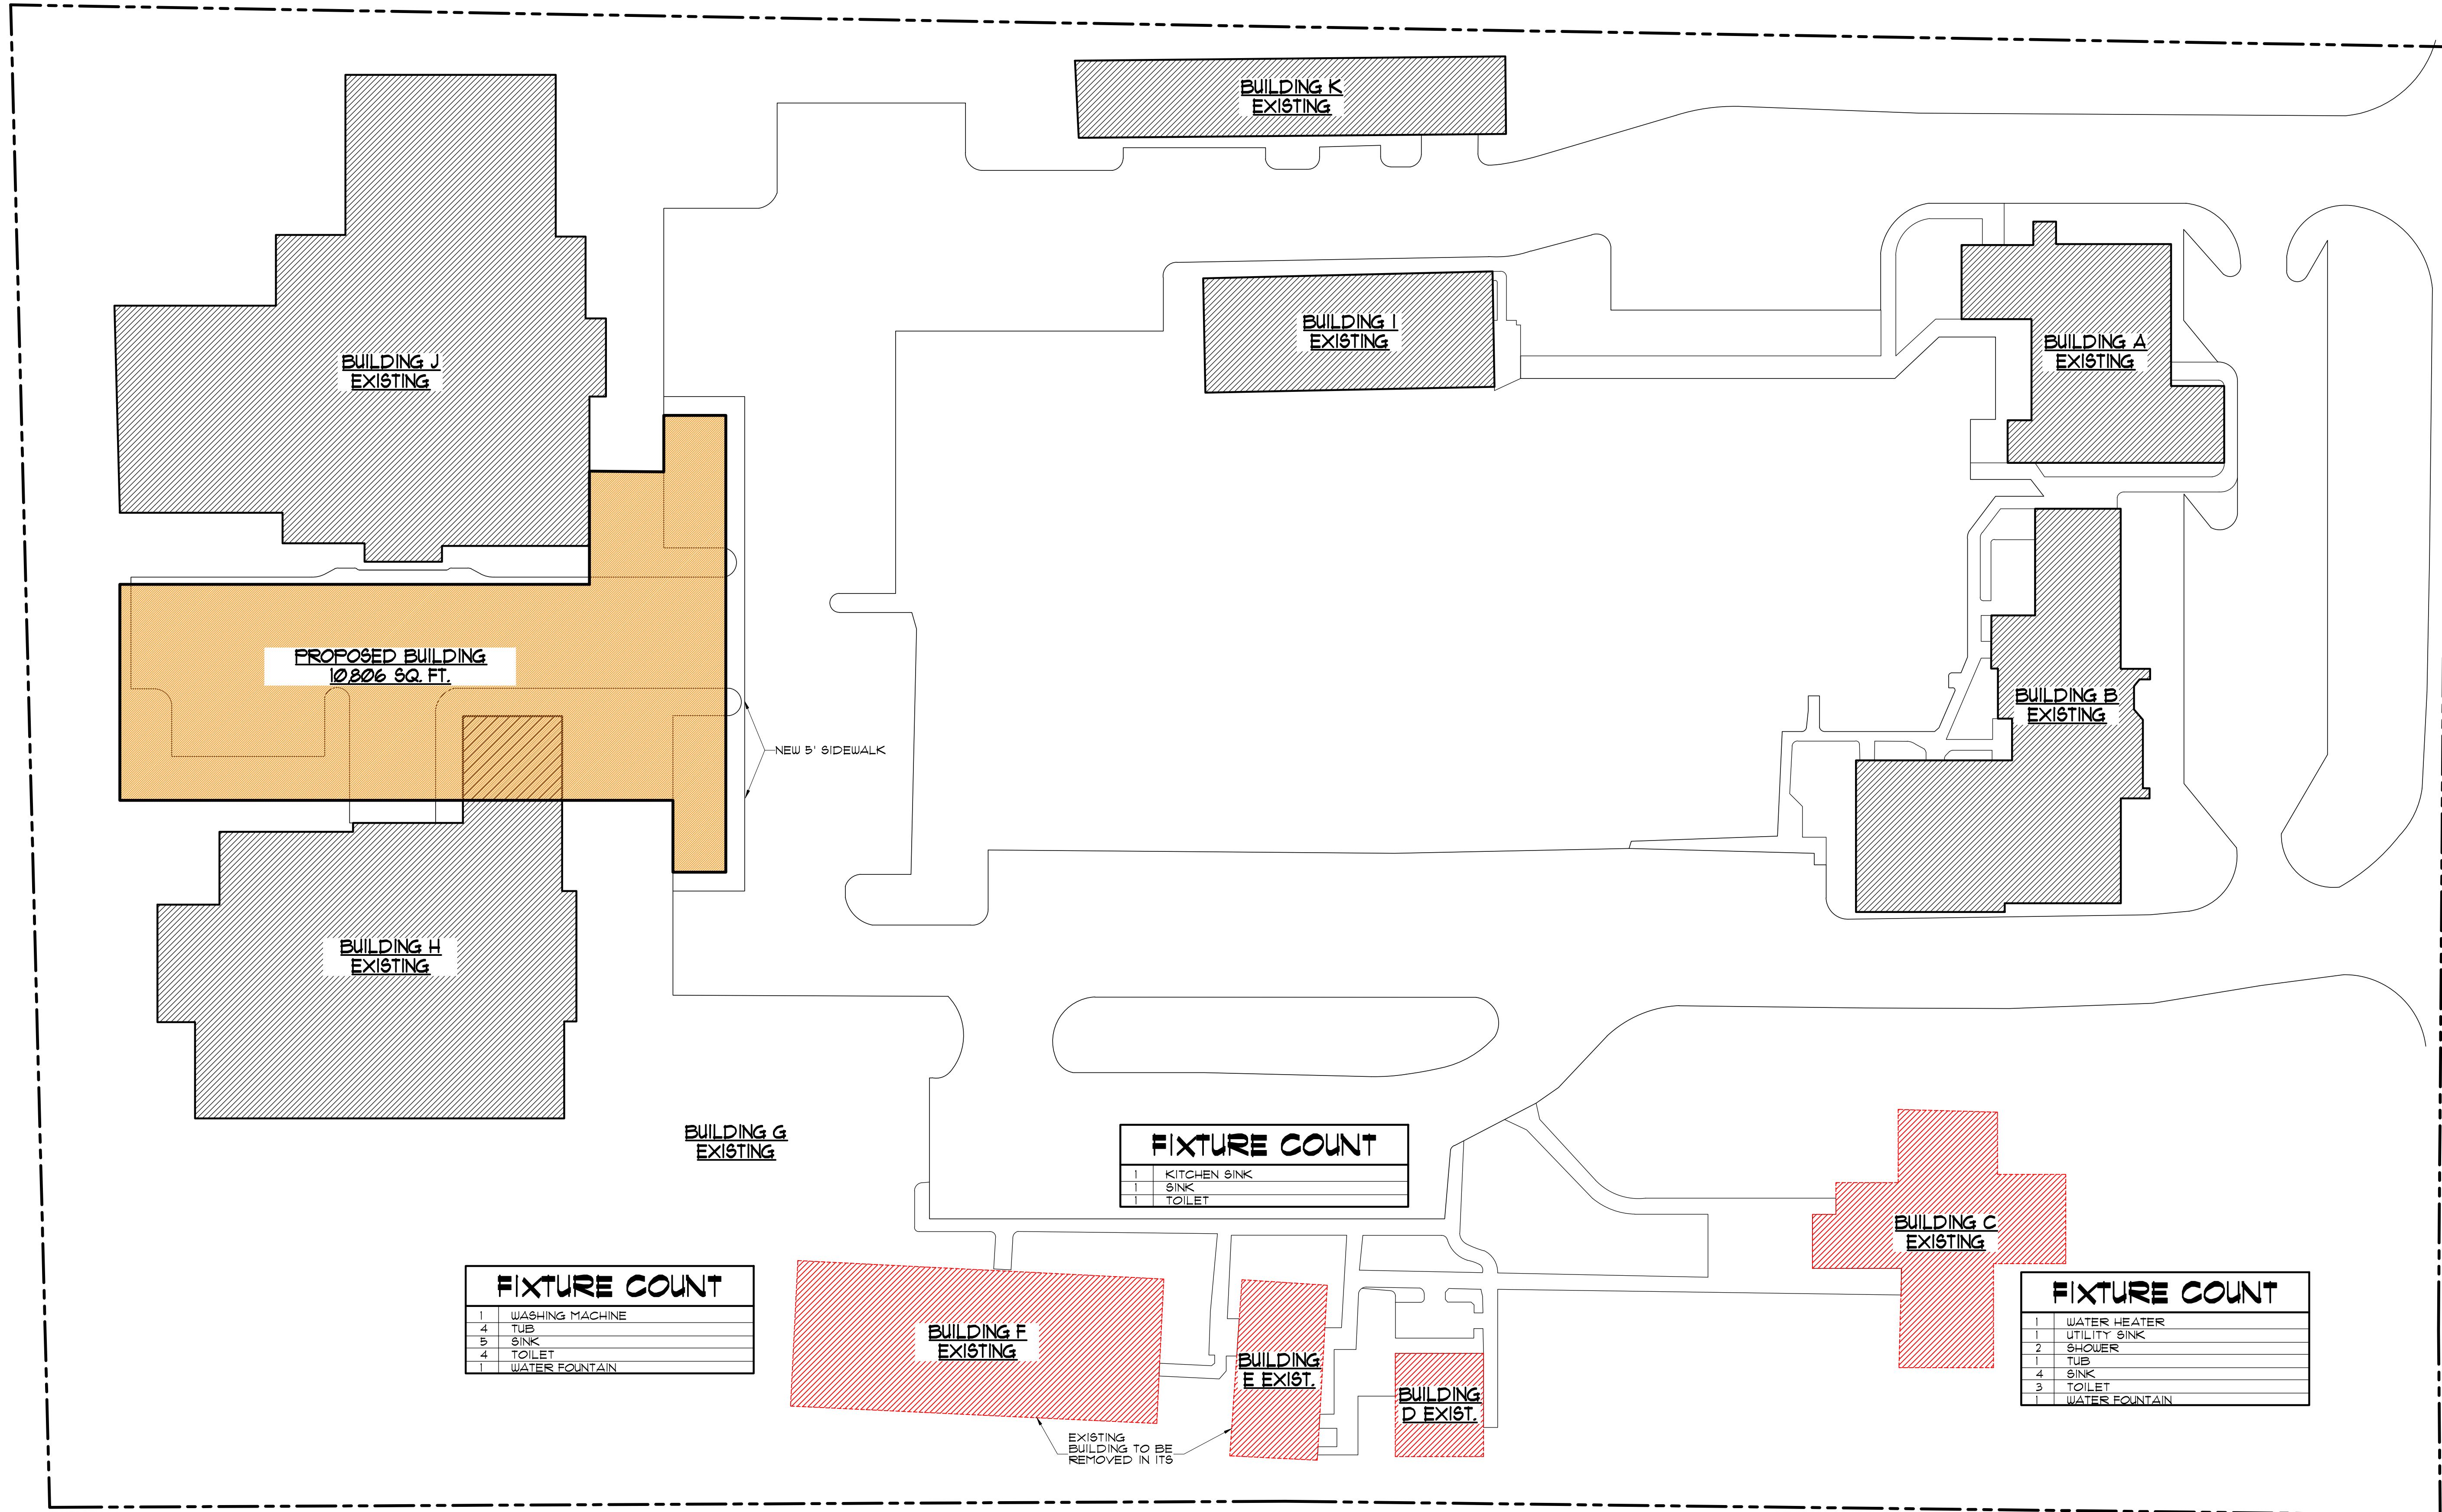 BUILDING K
EXISTING
BUILDING I
EXISTING
BUILDING A
EXISTING
BUILDING J
EXISTING
PROPOSED BUILDING
10,806 SQ. FT.
NEW 5' SIDEWALK
BUILDING B
EXISTING
BUILDING H
EXISTING
BUILDING G
EXISTING
FIXTURE COUNT
1 KITCHEN SINK
1 SINK
1 TOILET
BUILDING C
EXISTING
FIXTURE COUNT
1 WASHING MACHINE
4 TUB
5 SINK
4 TOILET
1 WATER FOUNTAIN
BUILDING F
EXISTING
BUILDING
E EXIST.
BUILDING
D EXIST.
FIXTURE COUNT
1 WATER HEATER
1 UTILITY SINK
2 SHOWER
1 TUB
4 SINK
3 TOILET
1 WATER FOUNTAIN
EXISTING
BUILDING TO BE
REMOVED IN ITS